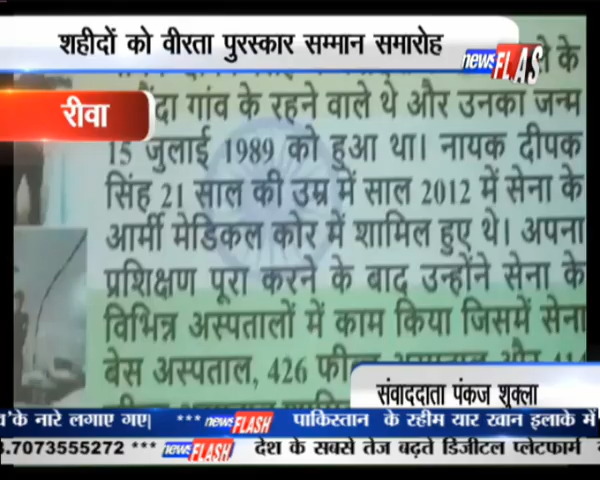 शहीदों को वीरता पुरस्कार सम्मान समारोह
news FLAS
के
रीवा
गांव के रहने वाले थे और उनका जन्म
15 जुलाई 1989 को हुआ था। नायक दीपक
सिंह 21 साल की उम्र में साल 2012 में सेना के
आर्मी मेडिकल कोर में शामिल हुए थे। अपना
प्रशिक्षण पूरा करने के बाद उन्होंने सेना के
विभिन्न अस्पतालों में काम किया जिसमें सेना
बेस अस्पताल, 426
संवाददाता पंकज शुक्ला
के नारे लगाए गए| *** news FLASH पाकिस्तान के रहीम यार खान इलाके में
.7073555272 *** news FLASH देश के सबसे तेज बढ़ते डिजीटल प्लेटफार्म